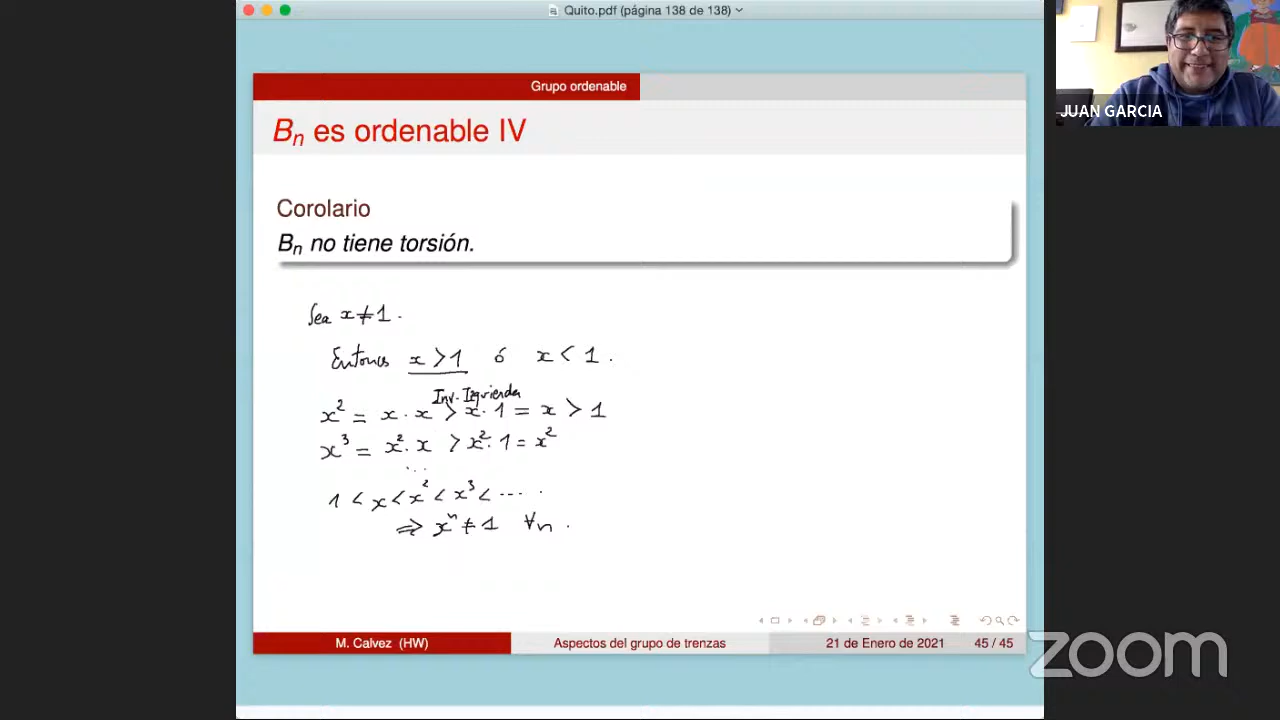 Quito.pdf (página 138 de 138)
JUAN GARCIA
Grupo ordenable
Bₙ es ordenable IV
Corolario
Bₙ no tiene torsión.
Sea x ≠ 1.
Entonces x > 1 ó x < 1.
Inv. Izquierda
x² = x · x > x · 1 = x > 1
x³ = x² · x > x² · 1 = x²
...
1 < x < x² < x³ < ....
⇒ xⁿ ≠ 1 ∀n.
M. Calvez (HW) Aspectos del grupo de trenzas 21 de Enero de 2021 45 / 45
zoom